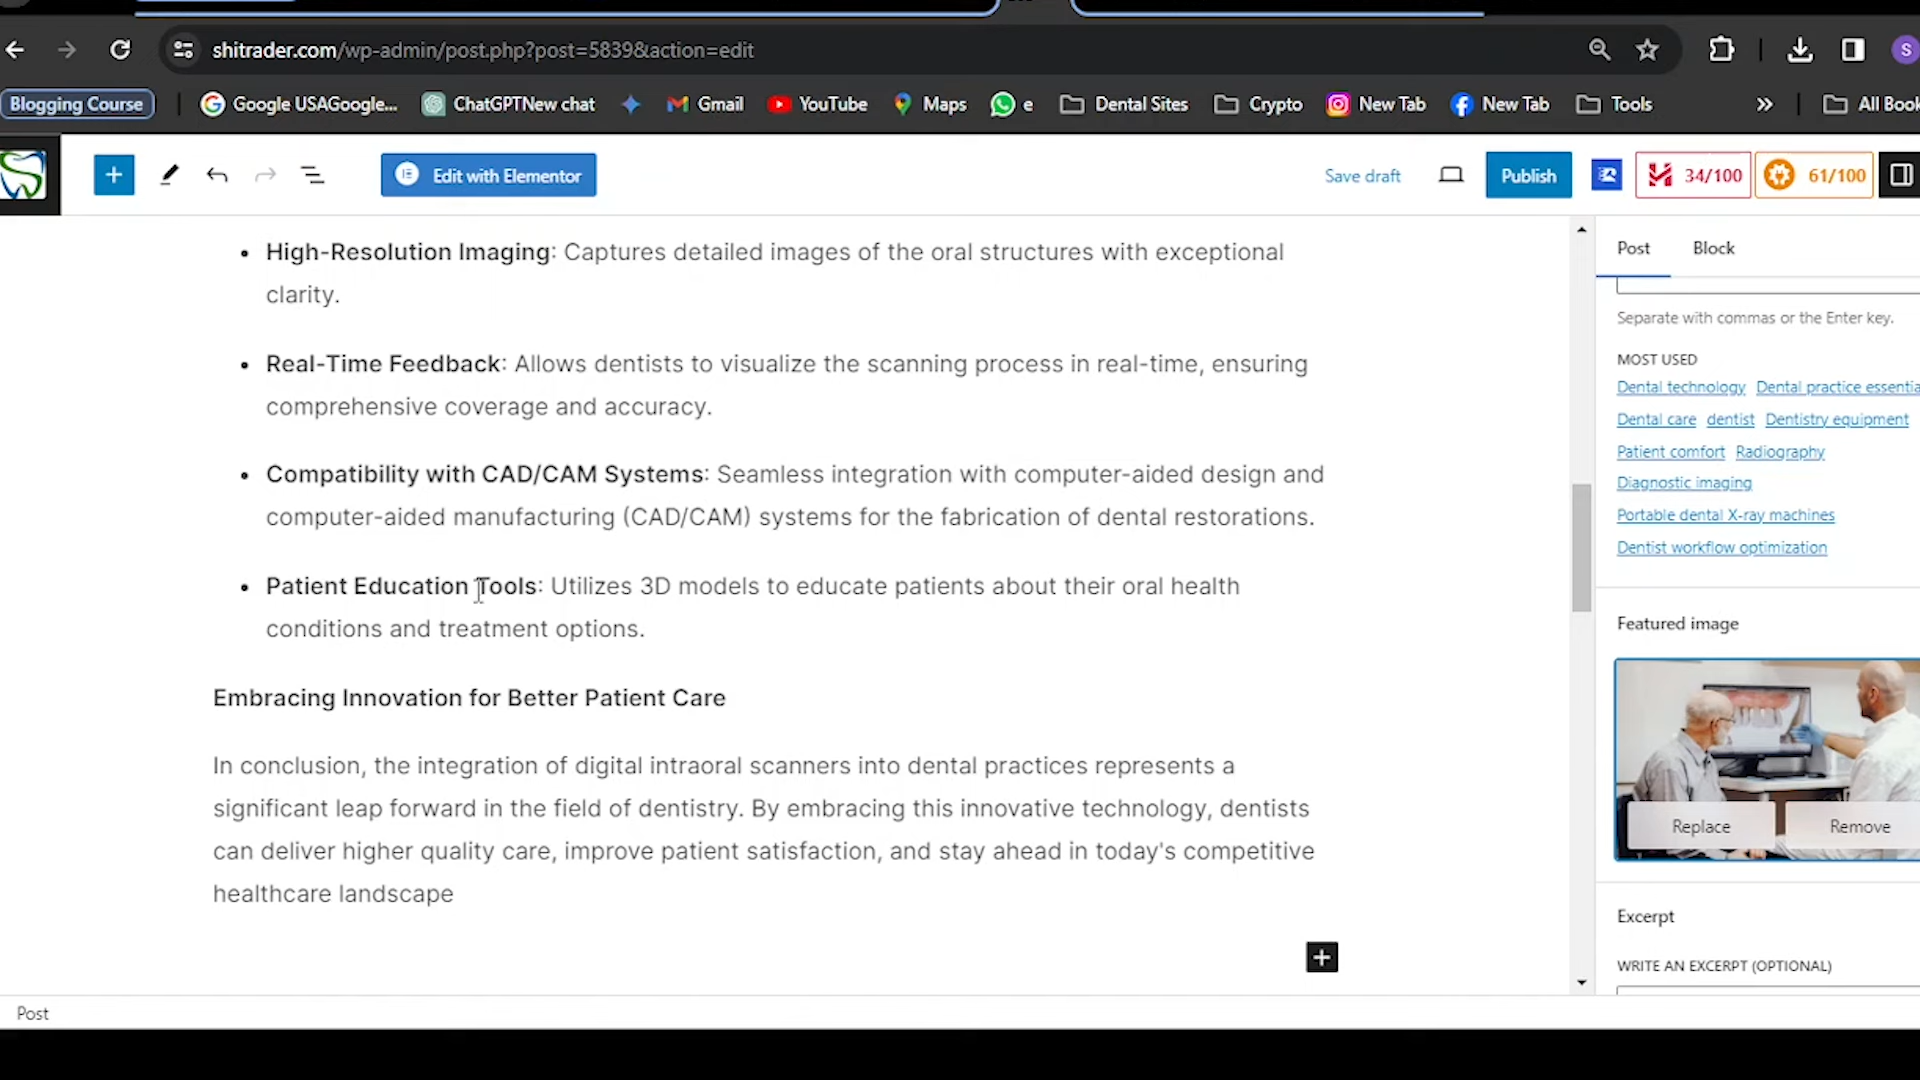 shitrader.com/wp-admin/post.php?post=5839&action=edit
S
Blogging Course
Google USAGoogle...
ChatGPTNew chat
Gmail
YouTube
Maps
e
Dental Sites
Crypto
New Tab
New Tab
Tools
»
All Book
+
Edit with Elementor
Save draft
Publish
34/100
61/100
• High-Resolution Imaging: Captures detailed images of the oral structures with exceptional
clarity.
• Real-Time Feedback: Allows dentists to visualize the scanning process in real-time, ensuring
comprehensive coverage and accuracy.
• Compatibility with CAD/CAM Systems: Seamless integration with computer-aided design and
computer-aided manufacturing (CAD/CAM) systems for the fabrication of dental restorations.
• Patient Education Tools: Utilizes 3D models to educate patients about their oral health
conditions and treatment options.
Embracing Innovation for Better Patient Care
In conclusion, the integration of digital intraoral scanners into dental practices represents a
significant leap forward in the field of dentistry. By embracing this innovative technology, dentists
can deliver higher quality care, improve patient satisfaction, and stay ahead in today's competitive
healthcare landscape
+
Post
Block
Separate with commas or the Enter key.
MOST USED
Dental technology Dental practice essentia
Dental care dentist Dentistry equipment
Patient comfort Radiography
Diagnostic imaging
Portable dental X-ray machines
Dentist workflow optimization
Featured image
Replace
Remove
Excerpt
WRITE AN EXCERPT (OPTIONAL)
Post